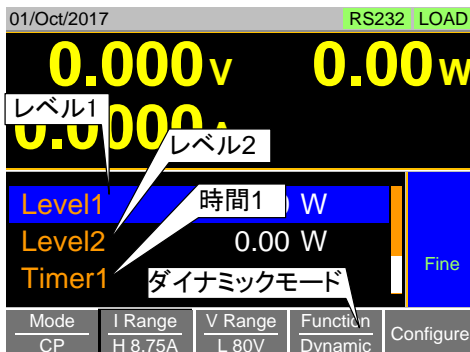 01/Oct/2017 RS232 LOAD
0.000 V 0.00 W
レベル1
0.0000
レベル2
Level1 時間1 W
Level2 0.00 W
Timer1 ダイナミックモード Fine
Mode I Range V Range Function Configure
CP H 8.75A L 80V Dynamic